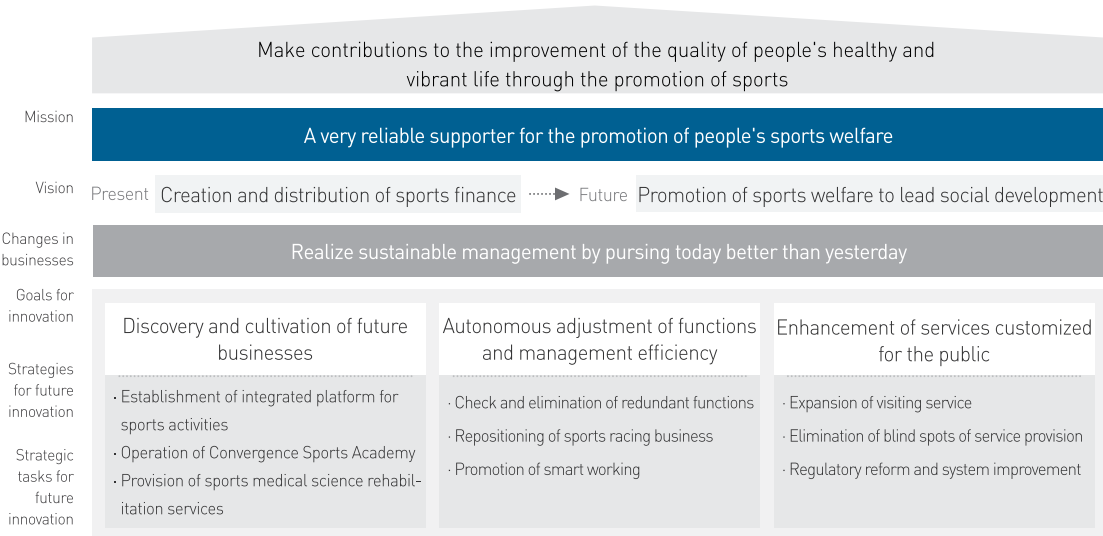 Make contributions to the improvement of the quality of people's healthy and
vibrant life through the promotion of sports
Mission
A very reliable supporter for the promotion of people's sports welfare
Vision
Present Creation and distribution of sports finance Future Promotion of sports welfare to lead social development
Changes in
businesses
Realize sustainable management by pursing today better than yesterday
Goals for
innovation
Strategies
for future
innovation
Strategic
tasks for
future
innovation
Discovery and cultivation of future
businesses
· Establishment of integrated platform for
sports activities
· Operation of Convergence Sports Academy
· Provision of sports medical science rehabil-
itation services
Autonomous adjustment of functions
and management efficiency
· Check and elimination of redundant functions
· Repositioning of sports racing business
· Promotion of smart working
Enhancement of services customized
for the public
· Expansion of visiting service
· Elimination of blind spots of service provision
· Regulatory reform and system improvement